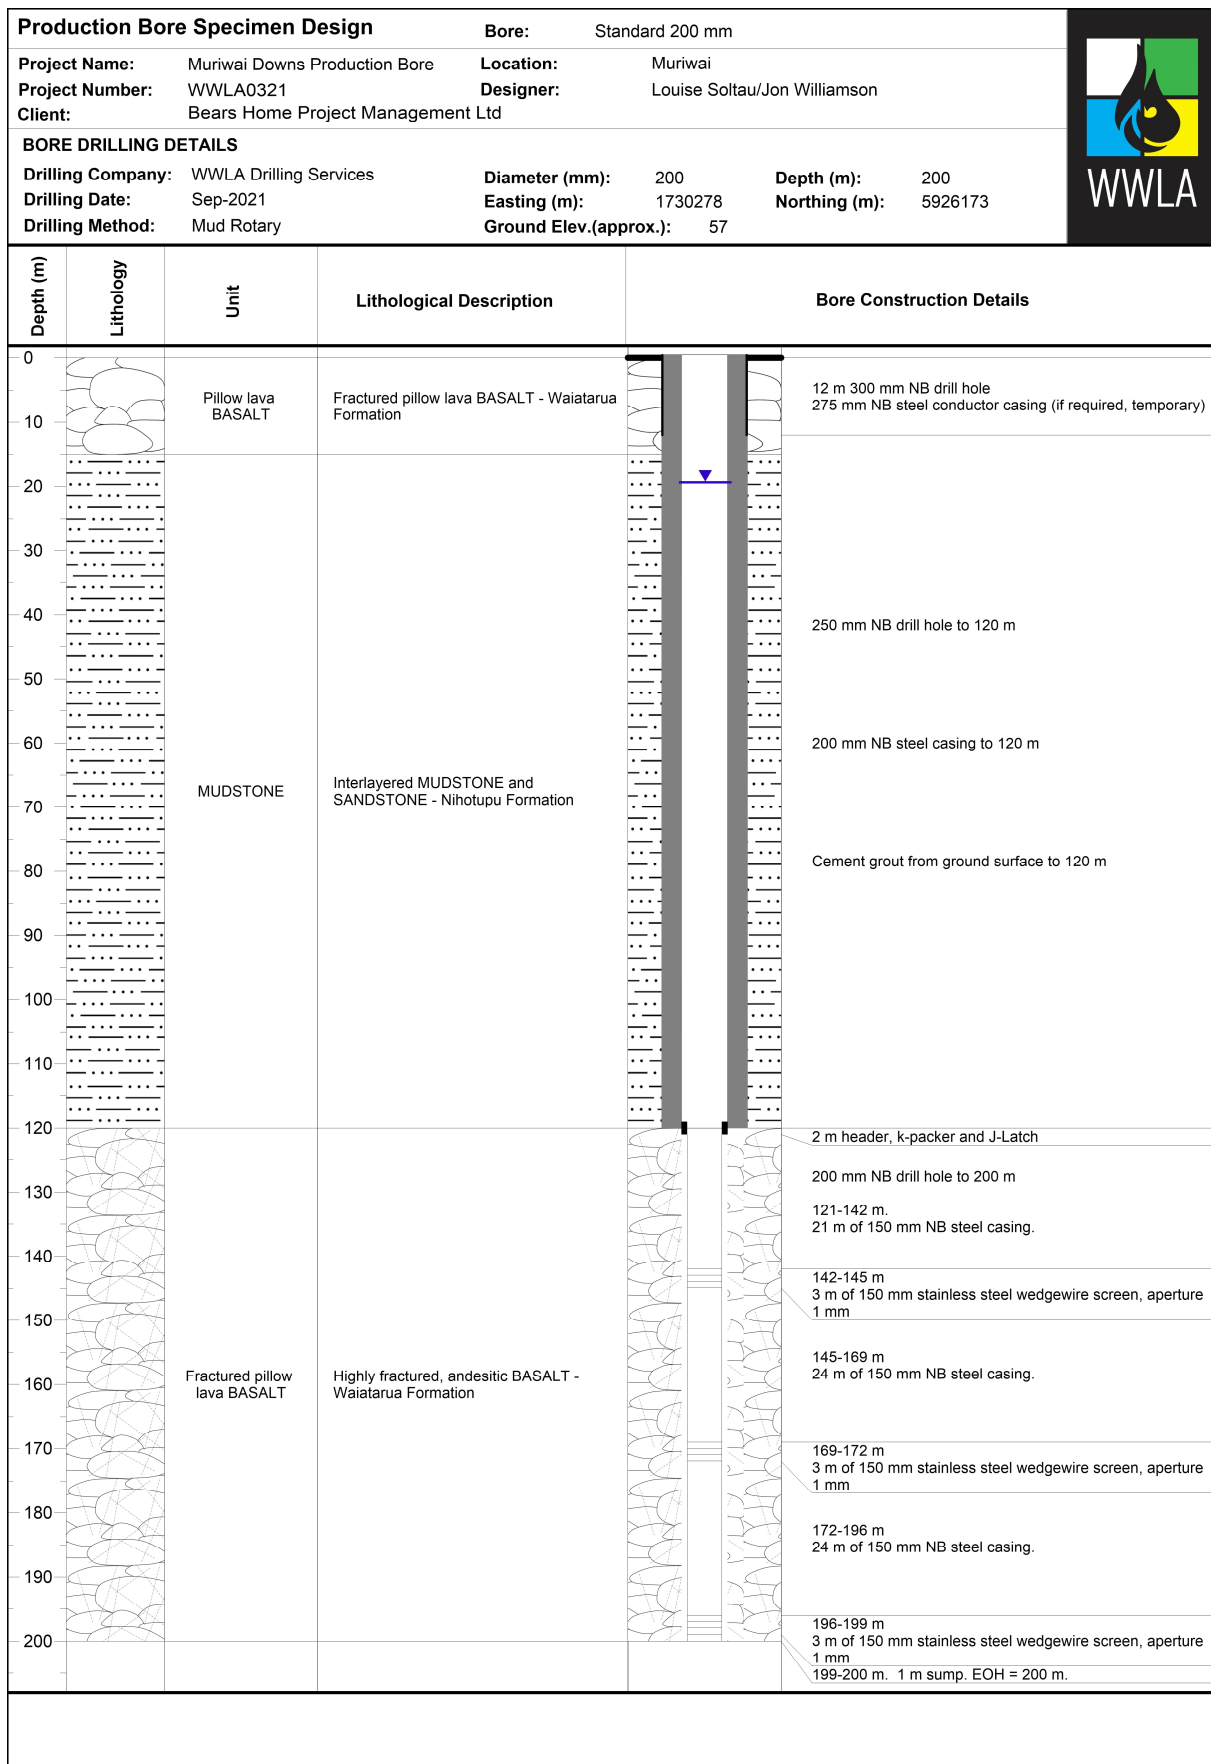 Production Bore Specimen Design
Bore: Standard 200 mm
Project Name: Muriwai Downs Production Bore Location: Muriwai
Project Number: WWLA0321 Designer: Louise Soltau/Jon Williamson
Client: Bears Home Project Management Ltd
WWLA
BORE DRILLING DETAILS
Drilling Company: WWLA Drilling Services Diameter (mm): 200 Depth (m): 200
Drilling Date: Sep-2021 Easting (m): 1730278 Northing (m): 5926173
Drilling Method: Mud Rotary Ground Elev.(approx.): 57
Depth (m)
Lithology
Unit
Lithological Description
Bore Construction Details
0
10
20
30
40
50
60
70
80
90
100
110
120
130
140
150
160
170
180
190
200
Pillow lava
BASALT
Fractured pillow lava BASALT - Waiatarua
Formation
MUDSTONE
Interlayered MUDSTONE and
SANDSTONE - Nihotupu Formation
Fractured pillow
lava BASALT
Highly fractured, andesitic BASALT -
Waiatarua Formation
12 m 300 mm NB drill hole
275 mm NB steel conductor casing (if required, temporary)
250 mm NB drill hole to 120 m
200 mm NB steel casing to 120 m
Cement grout from ground surface to 120 m
2 m header, k-packer and J-Latch
200 mm NB drill hole to 200 m
121-142 m.
21 m of 150 mm NB steel casing.
142-145 m
3 m of 150 mm stainless steel wedgewire screen, aperture
1 mm
145-169 m
24 m of 150 mm NB steel casing.
169-172 m
3 m of 150 mm stainless steel wedgewire screen, aperture
1 mm
172-196 m
24 m of 150 mm NB steel casing.
196-199 m
3 m of 150 mm stainless steel wedgewire screen, aperture
1 mm
199-200 m. 1 m sump. EOH = 200 m.